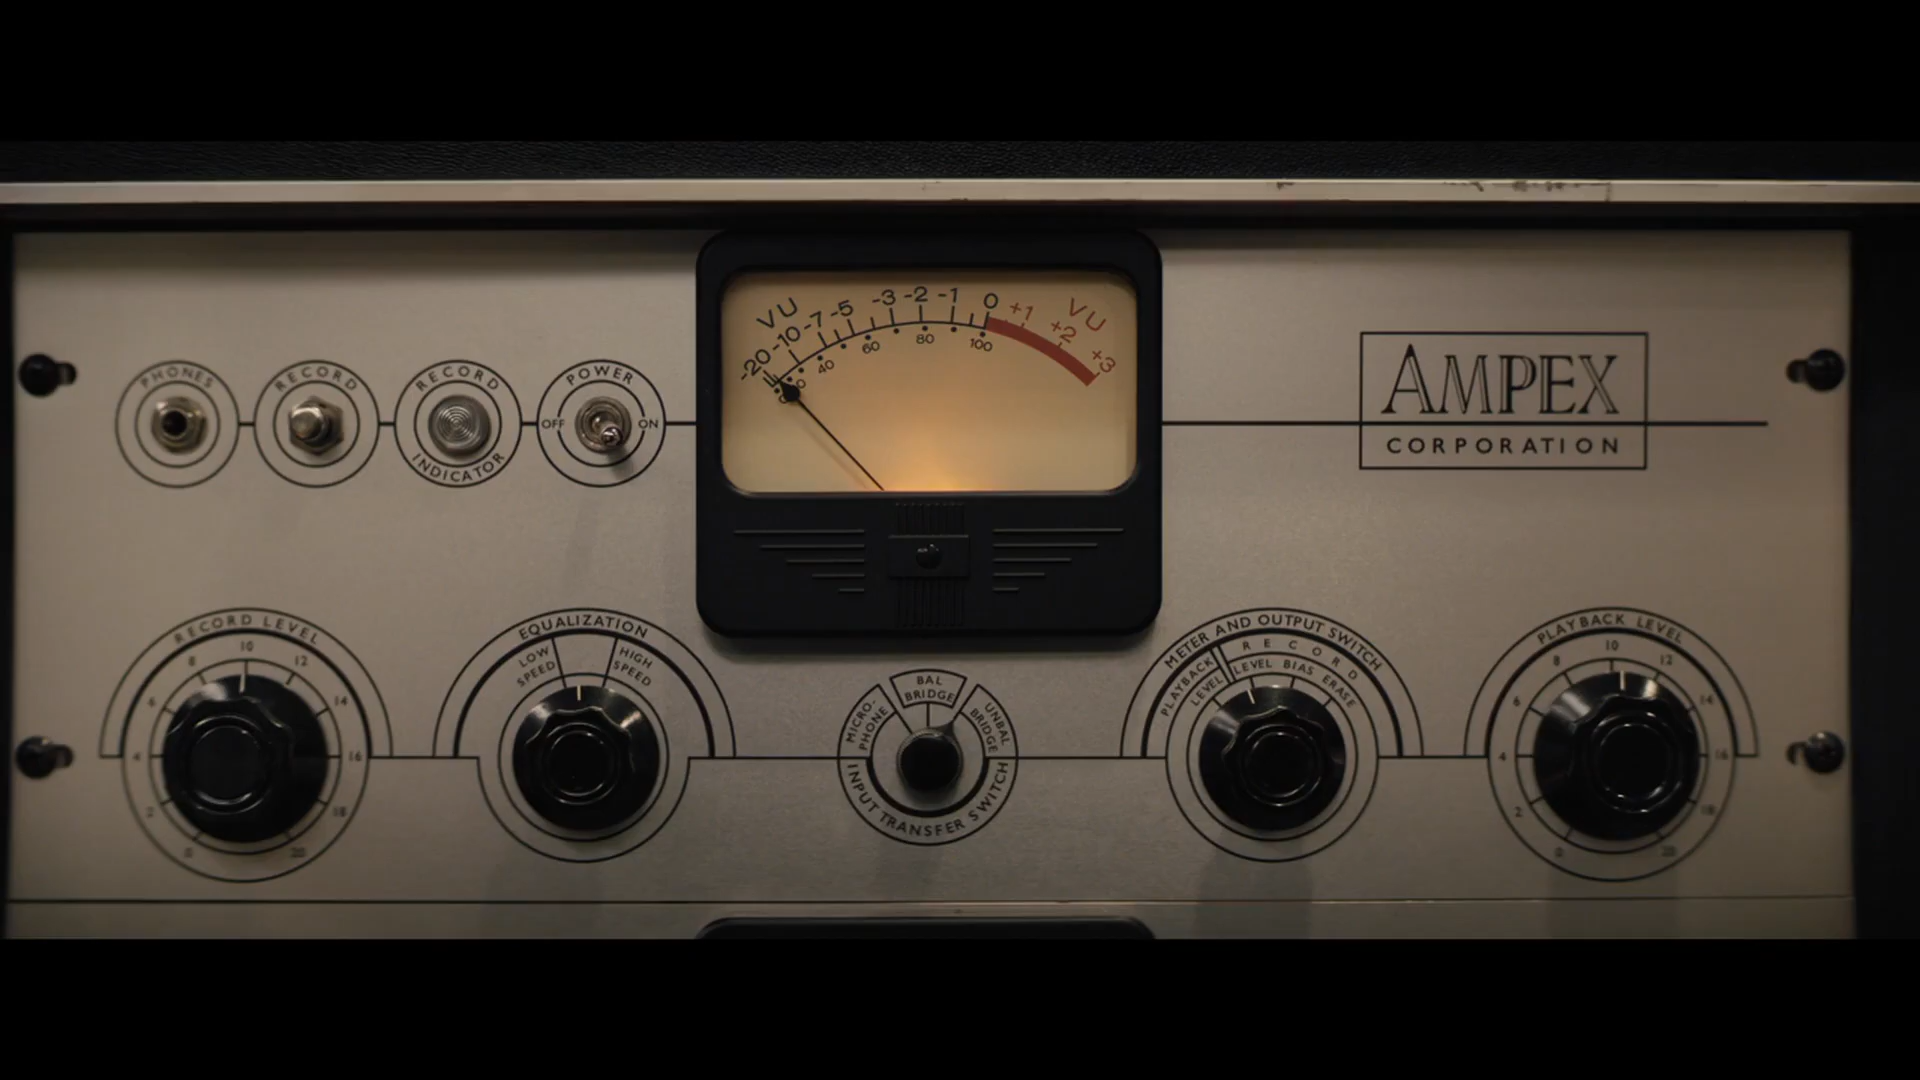 PHONES
RECORD
RECORD
INDICATOR
POWER
OFF
ON
VU
-20 -10 -7 -5 -3 -2 -1 0 +1 +2 +3
VU
40 60 80 100
AMPEX
CORPORATION
RECORD LEVEL
0 2 4 6 8 10 12 14 16 18 20
EQUALIZATION
LOW
SPEED
HIGH
SPEED
MICRO-
PHONE
BAL
BRIDGE
UNBAL
BRIDGE
INPUT TRANSFER SWITCH
METER AND OUTPUT SWITCH
PLAYBACK
LEVEL
RECORD
LEVEL BIAS ERASE
PLAYBACK LEVEL
0 2 4 6 8 10 12 14 16 18 20